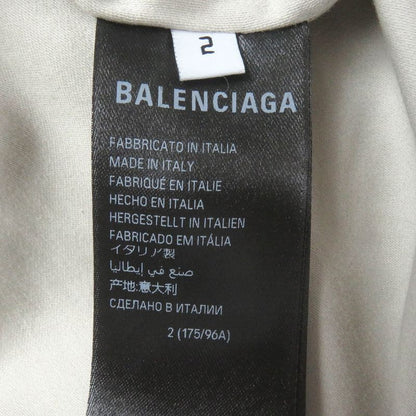 2
BALENCIAGA
FABBRICATO IN ITALIA
MADE IN ITALY
FABRIQUÉ EN ITALIE
HECHO EN ITALIA
HERGESTELLT IN ITALIEN
FABRICADO EM ITÁLIA
イタリア製
صنع في إيطاليا
产地:意大利
СДЕЛАНО В ИТАЛИИ
2 (175/96A)